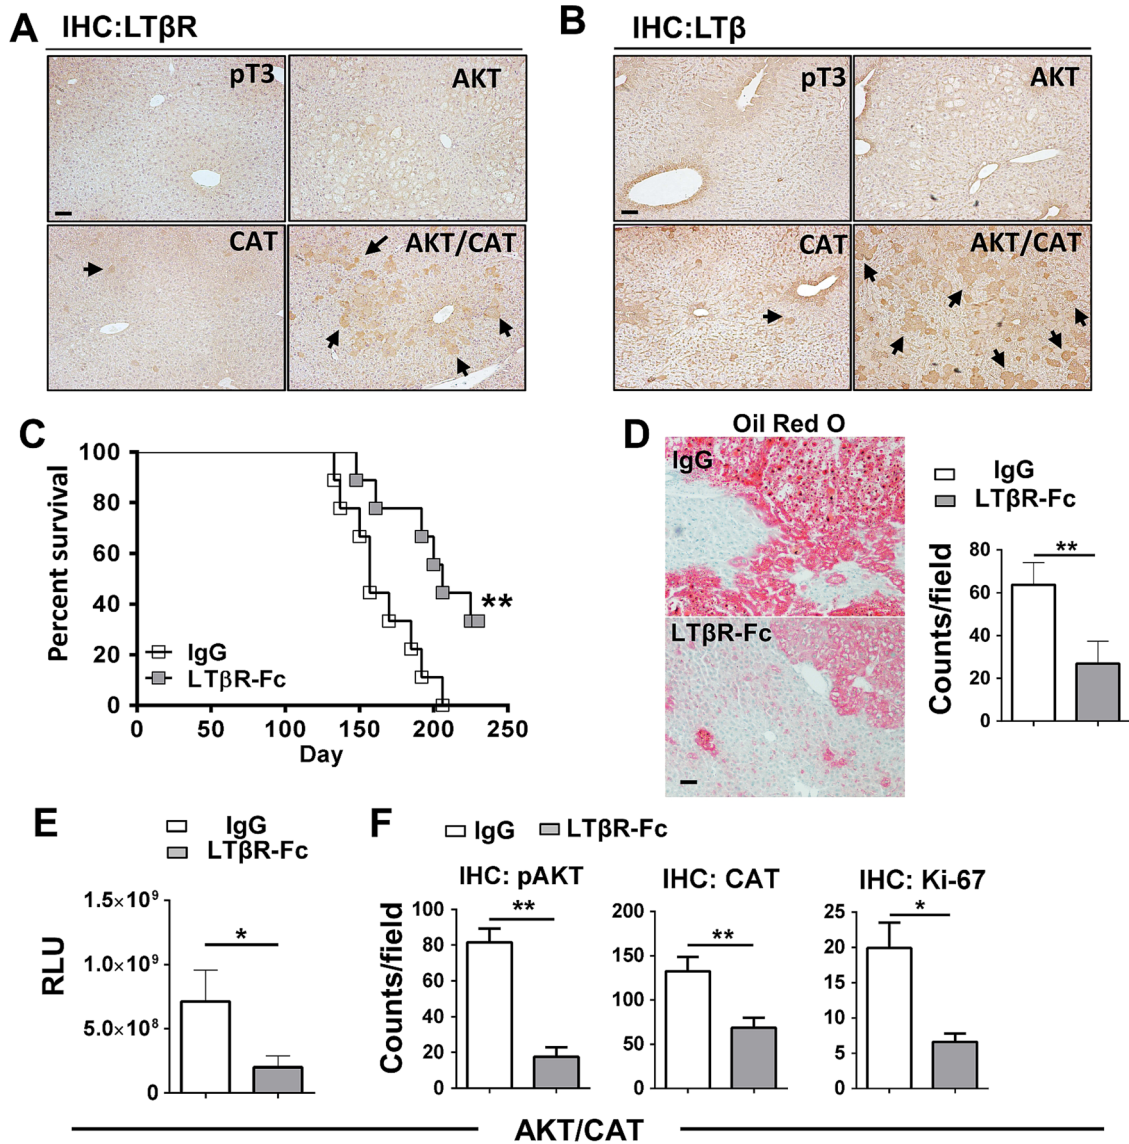 A
IHC:LTβR
pT3
AKT
CAT
AKT/CAT
B
IHC:LTβ
pT3
AKT
CAT
AKT/CAT
C
100
80
60
40
20
0
Percent survival
**
IgG
LTβR-Fc
0
50
100
150
200
250
Day
D
Oil Red O
IgG
LTβR-Fc
IgG
LTβR-Fc
80
60
40
20
0
Counts/field
**
E
IgG
LTβR-Fc
1.5×10⁹
1.0×10⁹
5.0×10⁸
0
RLU
*
F
IgG
LTβR-Fc
IHC: pAKT
100
80
60
40
20
0
Counts/field
**
IHC: CAT
200
150
100
50
0
**
IHC: Ki-67
25
20
15
10
5
0
*
AKT/CAT